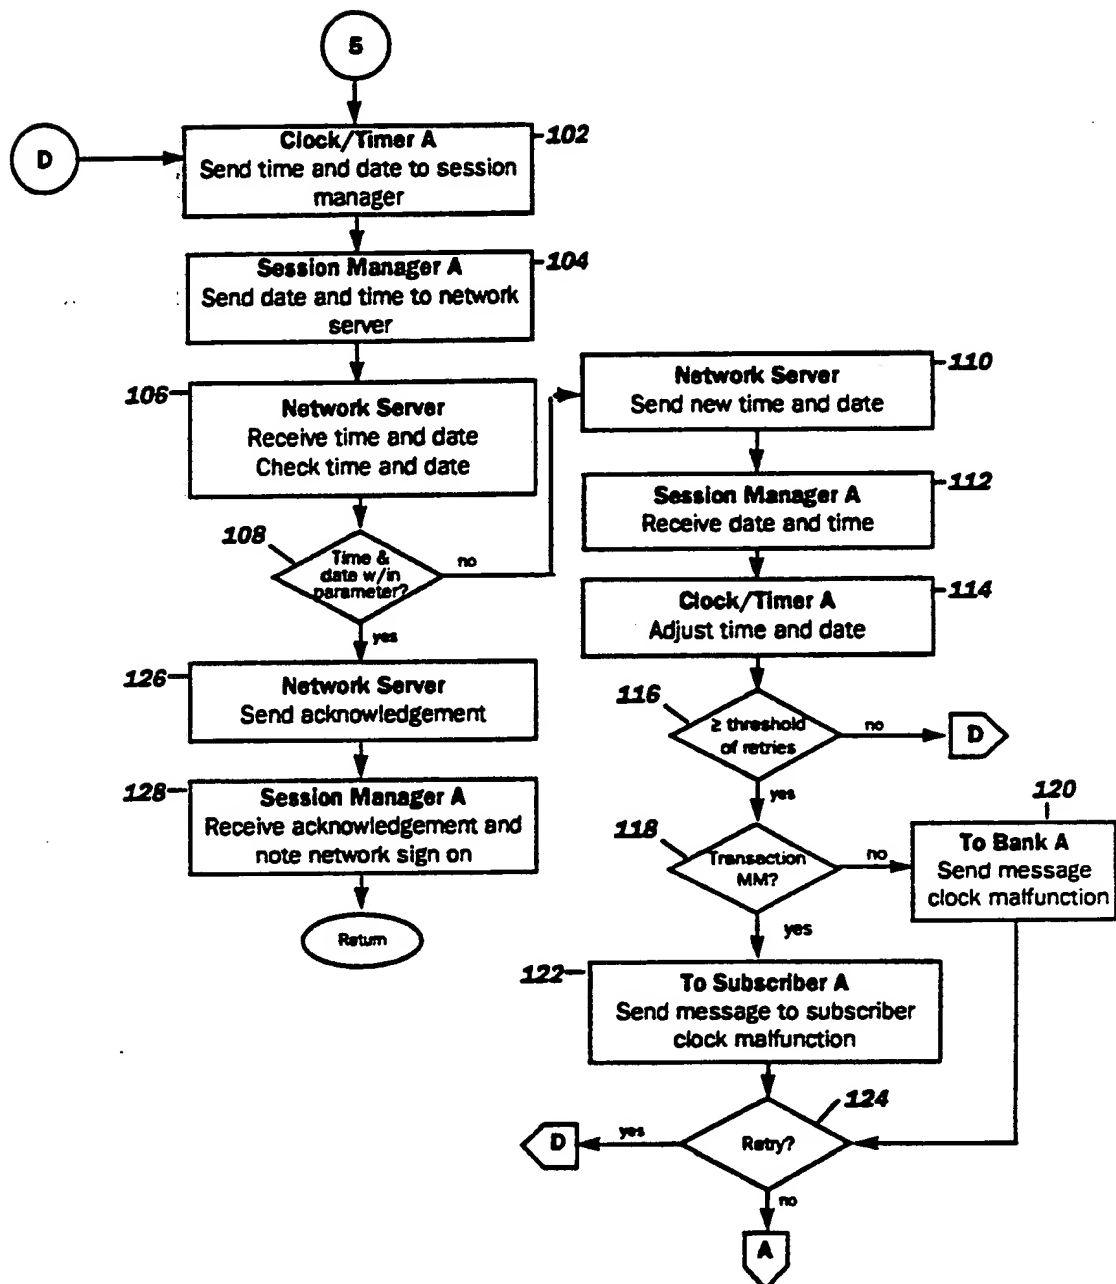 5
D
Clock/Timer A
Send time and date to session
manager
102
Session Manager A
Send date and time to network
server
104
106
Network Server
Receive time and date
Check time and date
108
Time &
date w/in
parameter?
no
yes
126
Network Server
Send acknowledgement
128
Session Manager A
Receive acknowledgement and
note network sign on
Return
110
Network Server
Send new time and date
112
Session Manager A
Receive date and time
114
Clock/Timer A
Adjust time and date
116
≥ threshold
of retries
no
D
yes
118
Transaction
MM?
no
120
To Bank A
Send message
clock malfunction
yes
122
To Subscriber A
Send message to subscriber
clock malfunction
124
Retry?
yes
D
no
A